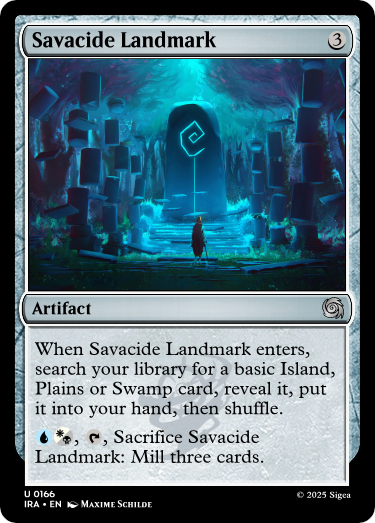 Savacide Landmark 3
Artifact
When Savacide Landmark enters,
search your library for a basic Island,
Plains or Swamp card, reveal it, put
it into your hand, then shuffle.
, , Sacrifice Savacide
Landmark: Mill three cards.
U 0166
IRA • EN Maxime Schilde
© 2025 Sigea